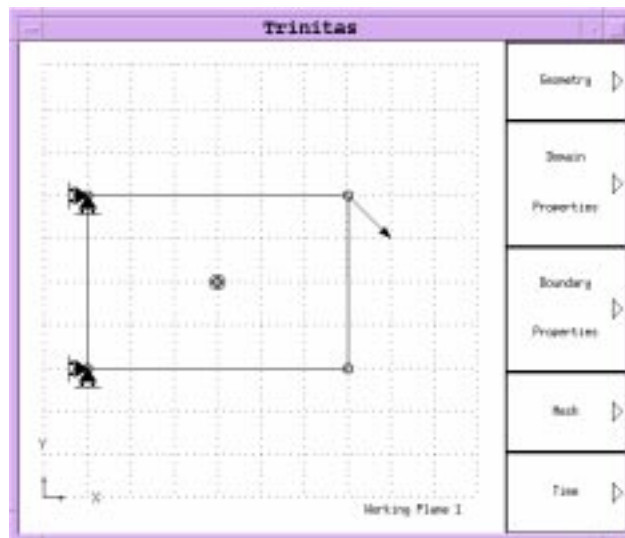 Trinitas
Geometry
Domain
Properties
Boundary
Properties
Mesh
Time
Y
X
Working Plane 1